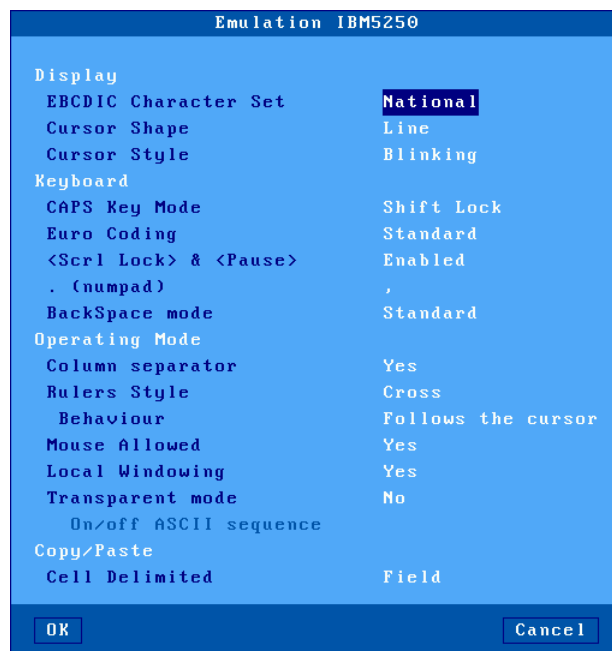 Emulation IBM5250
Display
EBCDIC Character Set National
Cursor Shape Line
Cursor Style Blinking
Keyboard
CAPS Key Mode Shift Lock
Euro Coding Standard
<Scrl Lock> & <Pause> Enabled
. (numpad) ,
BackSpace mode Standard
Operating Mode
Column separator Yes
Rulers Style Cross
Behaviour Follows the cursor
Mouse Allowed Yes
Local Windowing Yes
Transparent mode No
On/off ASCII sequence
Copy/Paste
Cell Delimited Field
OK Cancel